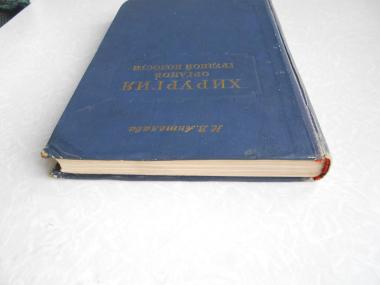 Н. В. Антелава
ХИРУРГИЯ
ОРГАНОВ
ГРУДНОЙ ПОЛОСТИ